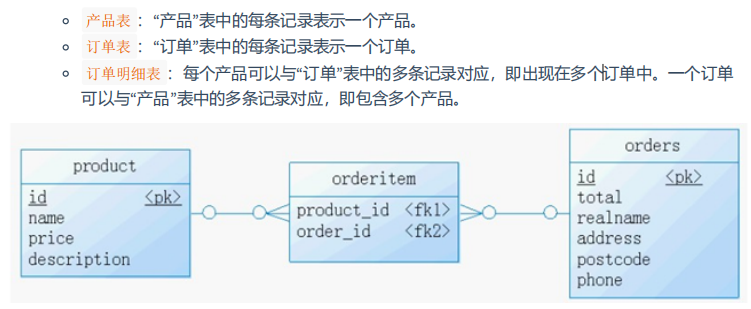 产品表：“产品”表中的每条记录表示一个产品。
订单表：“订单”表中的每条记录表示一个订单。
订单明细表：每个产品可以与“订单”表中的多条记录对应，即出现在多个订单中。一个订单
可以与“产品”表中的多条记录对应，即包含多个产品。
product
id <pk>
name
price
description
orderitem
product_id <fk1>
order_id <fk2>
orders
id <pk>
total
realname
address
postcode
phone